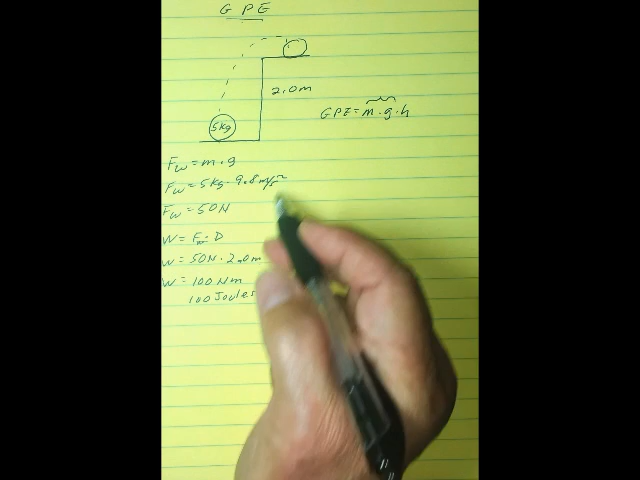 GPE
2.0m
5kg
GPE = m·g·h
Fw = m·g
Fw = 5kg·9.8 m/s²
Fw = 50N
W = Fw·D
W = 50N·2.0m
W = 100 Nm
100 Joules